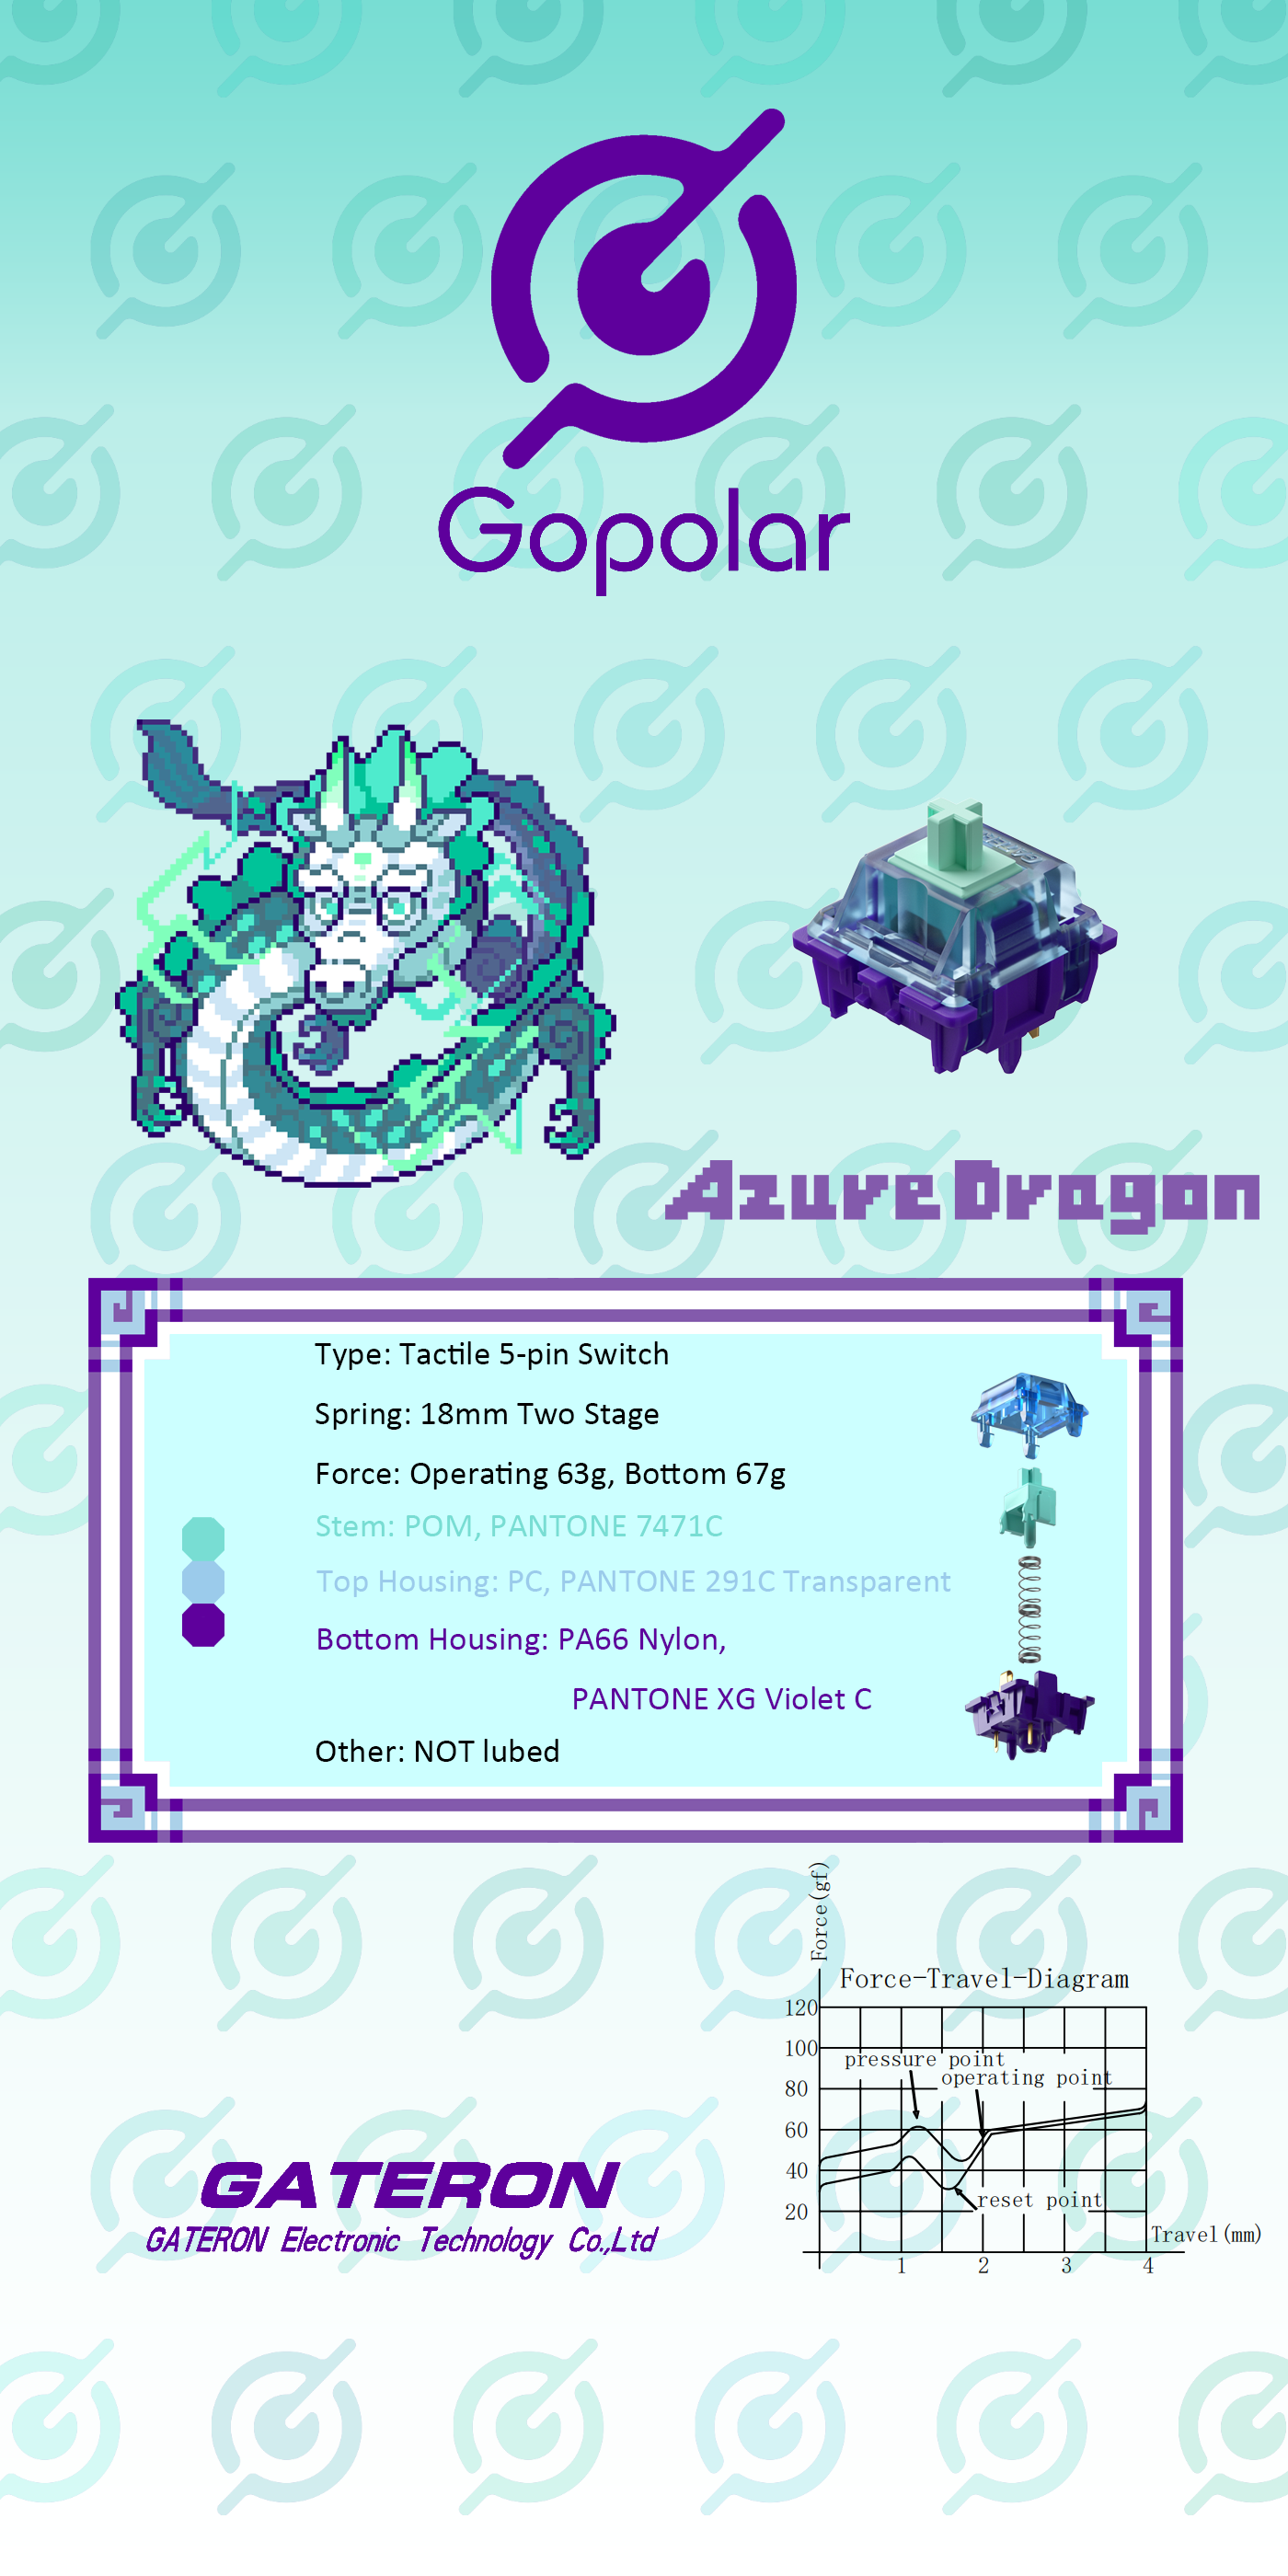 Gopolar
Azure Dragon
Type: Tactile 5-pin Switch
Spring: 18mm Two Stage
Force: Operating 63g, Bottom 67g
Stem: POM, PANTONE 7471C
Top Housing: PC, PANTONE 291C Transparent
Bottom Housing: PA66 Nylon,
PANTONE XG Violet C
Other: NOT lubed
Force(gf)
Force-Travel-Diagram
120
100
pressure point
operating point
80
60
40
reset point
20
Travel(mm)
1 2 3 4
GATERON
GATERON Electronic Technology Co.,Ltd